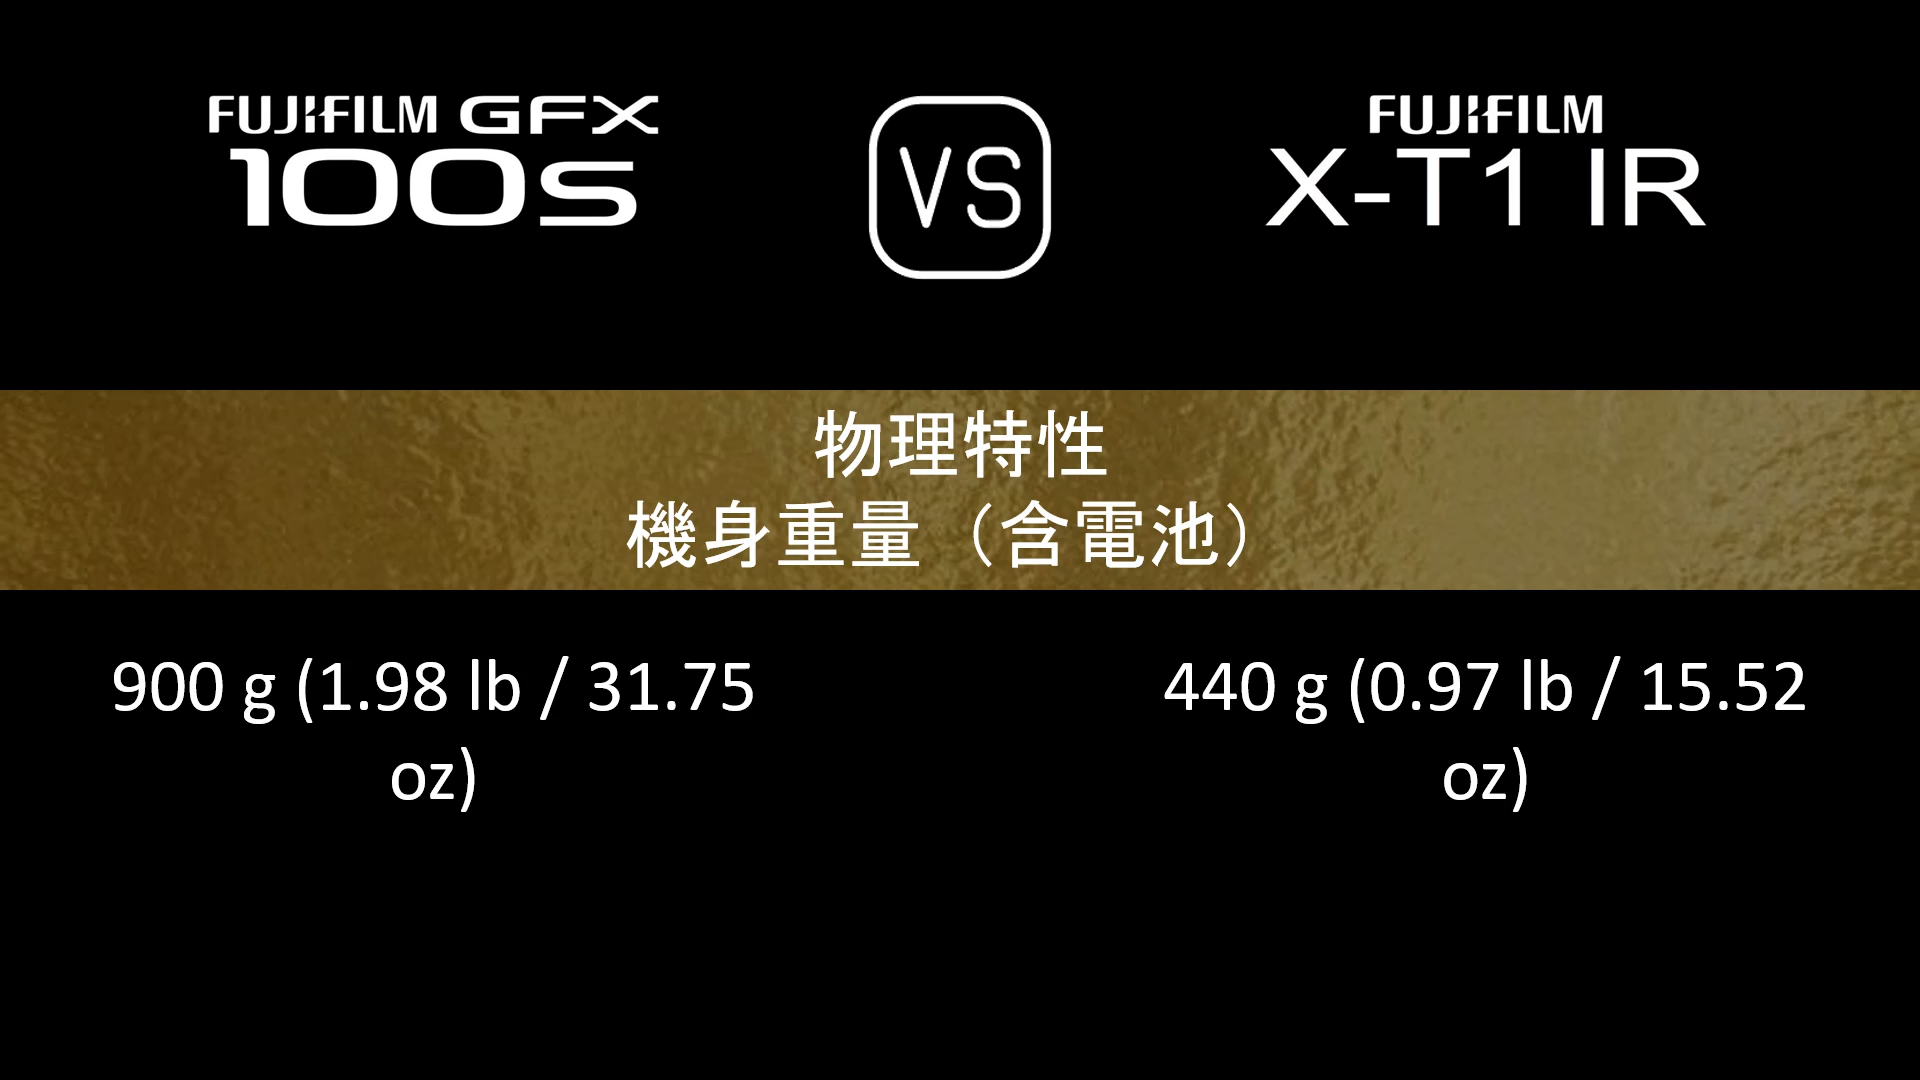 FUJIFILM GFX
100S
VS
FUJIFILM
X-T1 IR
物理特性
機身重量（含電池）
900 g (1.98 lb / 31.75
oz)
440 g (0.97 lb / 15.52
oz)